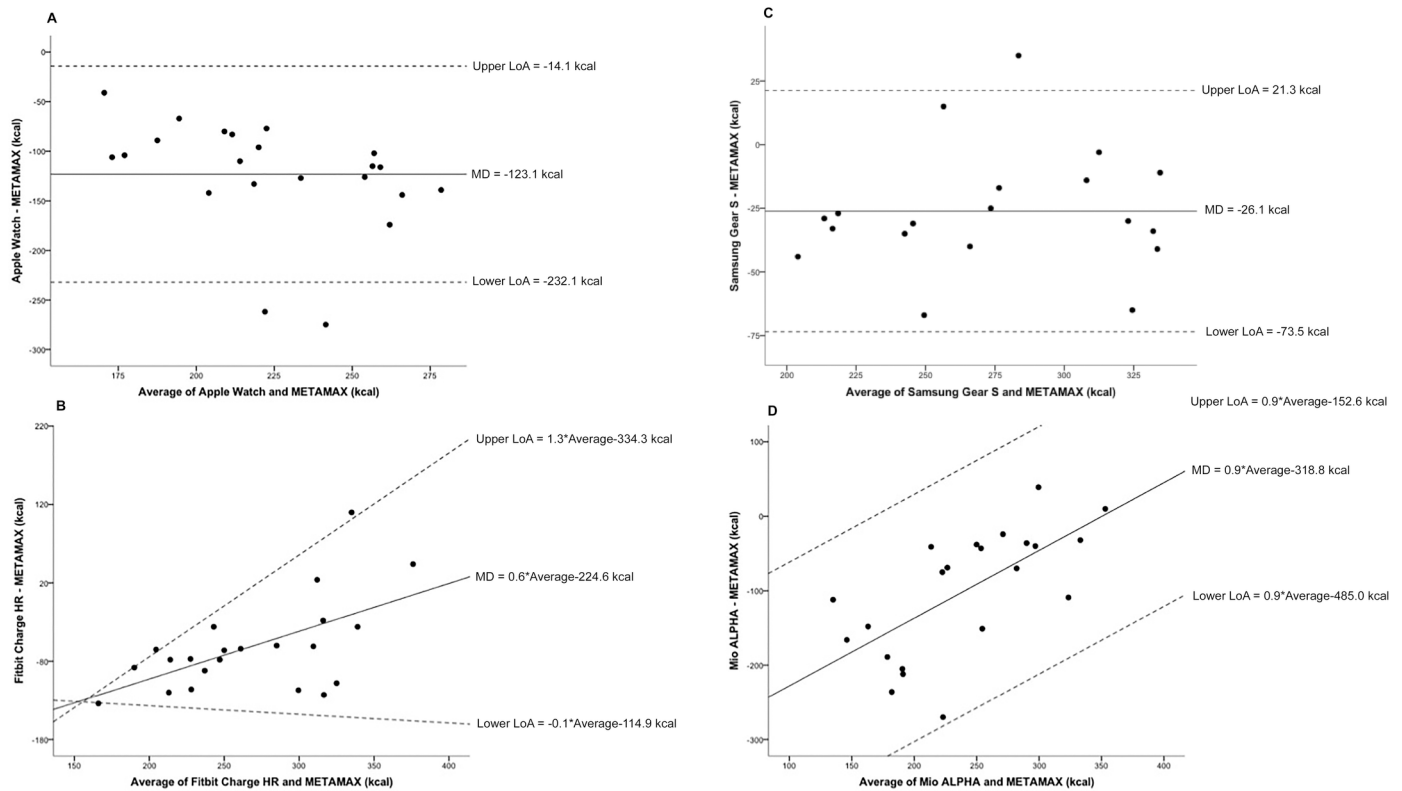 A
Apple Watch - METAMAX (kcal)
0
-50
-100
-150
-200
-250
-300
175
200
225
250
275
Average of Apple Watch and METAMAX (kcal)
Upper LoA = -14.1 kcal
MD = -123.1 kcal
Lower LoA = -232.1 kcal
C
Samsung Gear S - METAMAX (kcal)
25
0
-25
-50
-75
200
225
250
275
300
325
Average of Samsung Gear S and METAMAX (kcal)
Upper LoA = 21.3 kcal
MD = -26.1 kcal
Lower LoA = -73.5 kcal
B
Fitbit Charge HR - METAMAX (kcal)
220
120
20
-80
-180
150
200
250
300
350
400
Average of Fitbit Charge HR and METAMAX (kcal)
Upper LoA = 1.3*Average-334.3 kcal
MD = 0.6*Average-224.6 kcal
Lower LoA = -0.1*Average-114.9 kcal
D
Mio ALPHA - METAMAX (kcal)
100
0
-100
-200
-300
100
150
200
250
300
350
400
Average of Mio ALPHA and METAMAX (kcal)
Upper LoA = 0.9*Average-152.6 kcal
MD = 0.9*Average-318.8 kcal
Lower LoA = 0.9*Average-485.0 kcal